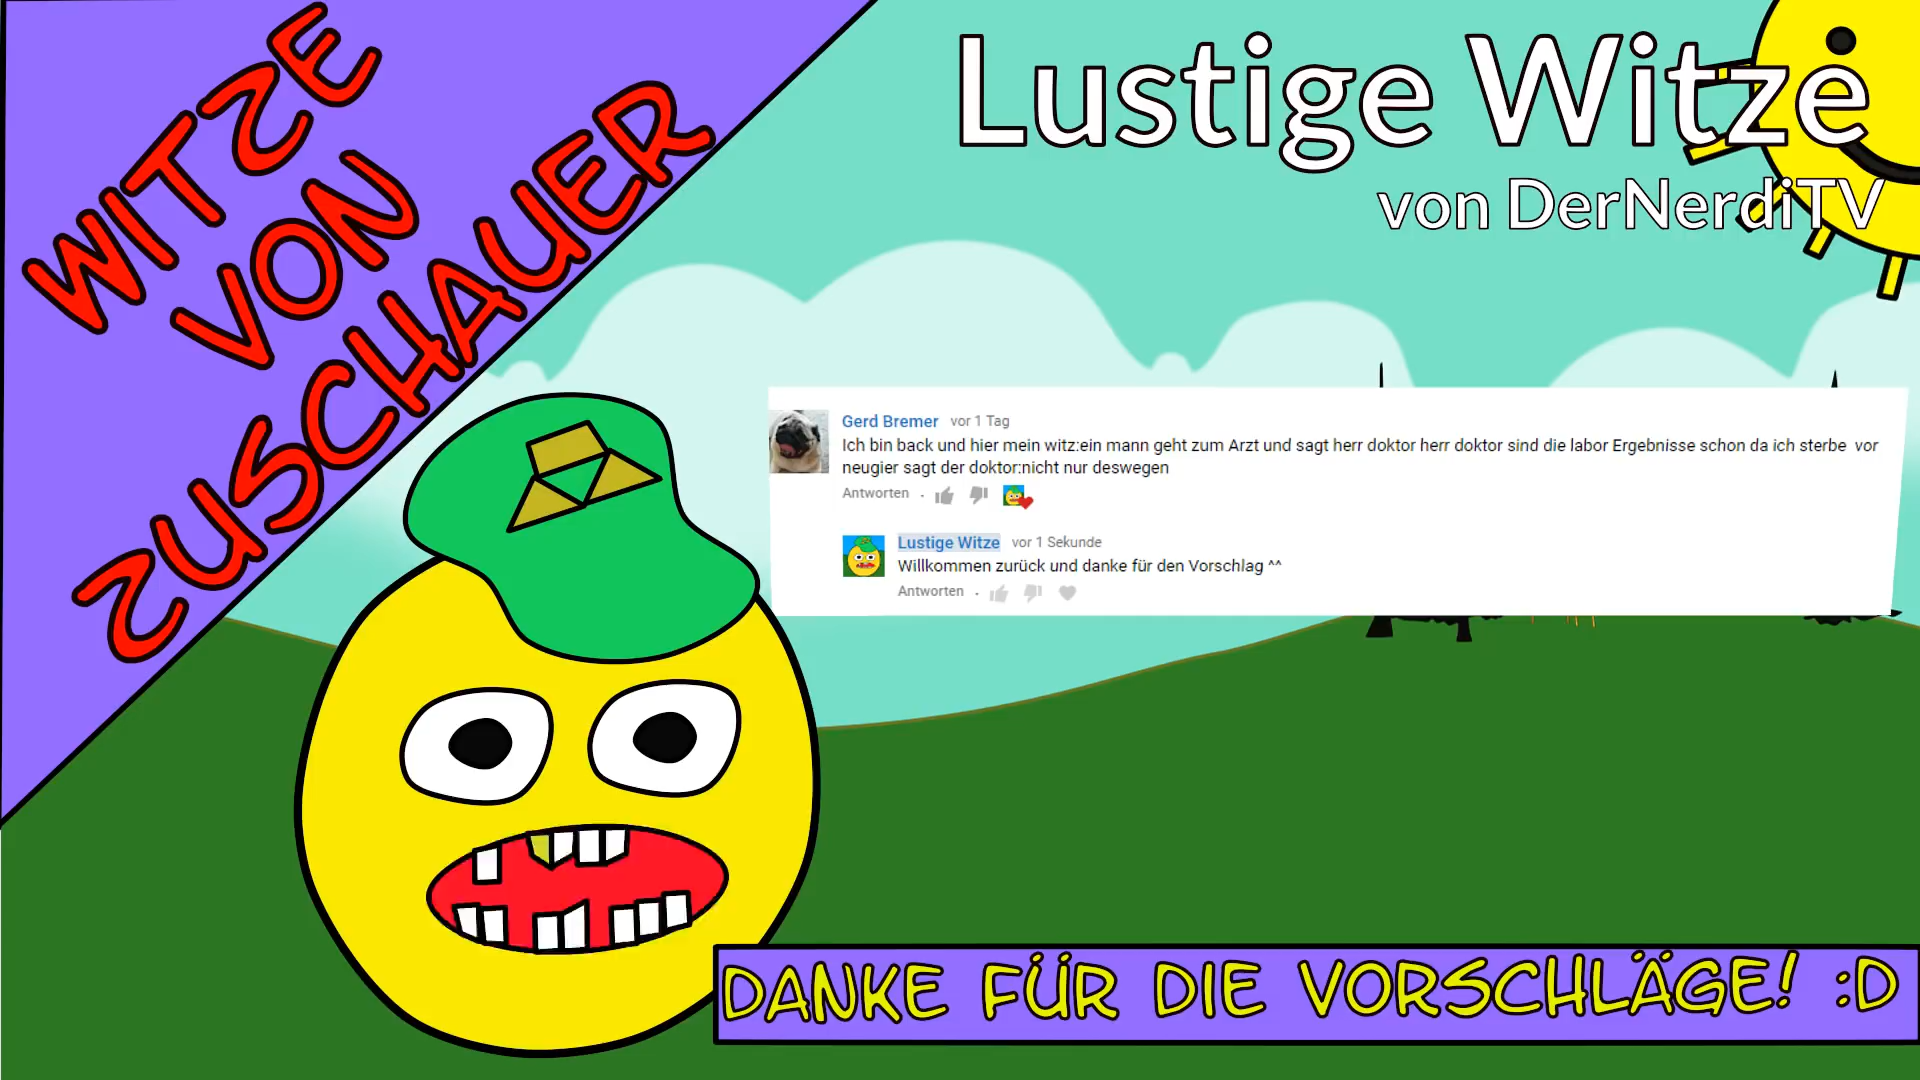 WITZE
VON
ZUSCHAUER
Lustige Witze
von DerNerdiTV
Gerd Bremer vor 1 Tag
Ich bin back und hier mein witz:ein mann geht zum Arzt und sagt herr doktor herr doktor sind die labor Ergebnisse schon da ich sterbe vor
neugier sagt der doktor:nicht nur deswegen
Antworten
Lustige Witze vor 1 Sekunde
Willkommen zurück und danke für den Vorschlag ^^
Antworten
DANKE FÜR DIE VORSCHLÄGE! :D